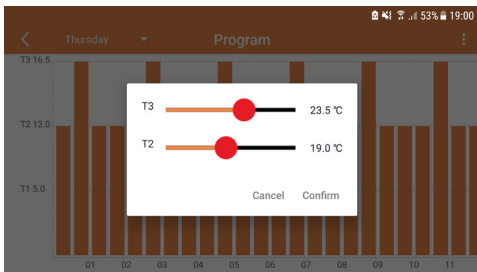 53% 19:00
Thursday Program
T3 16.5
T3 23.5 °C
T2 12.0
T2 19.0 °C
T1 5.0
Cancel Confirm
01 02 03 04 05 06 07 08 09 10 11